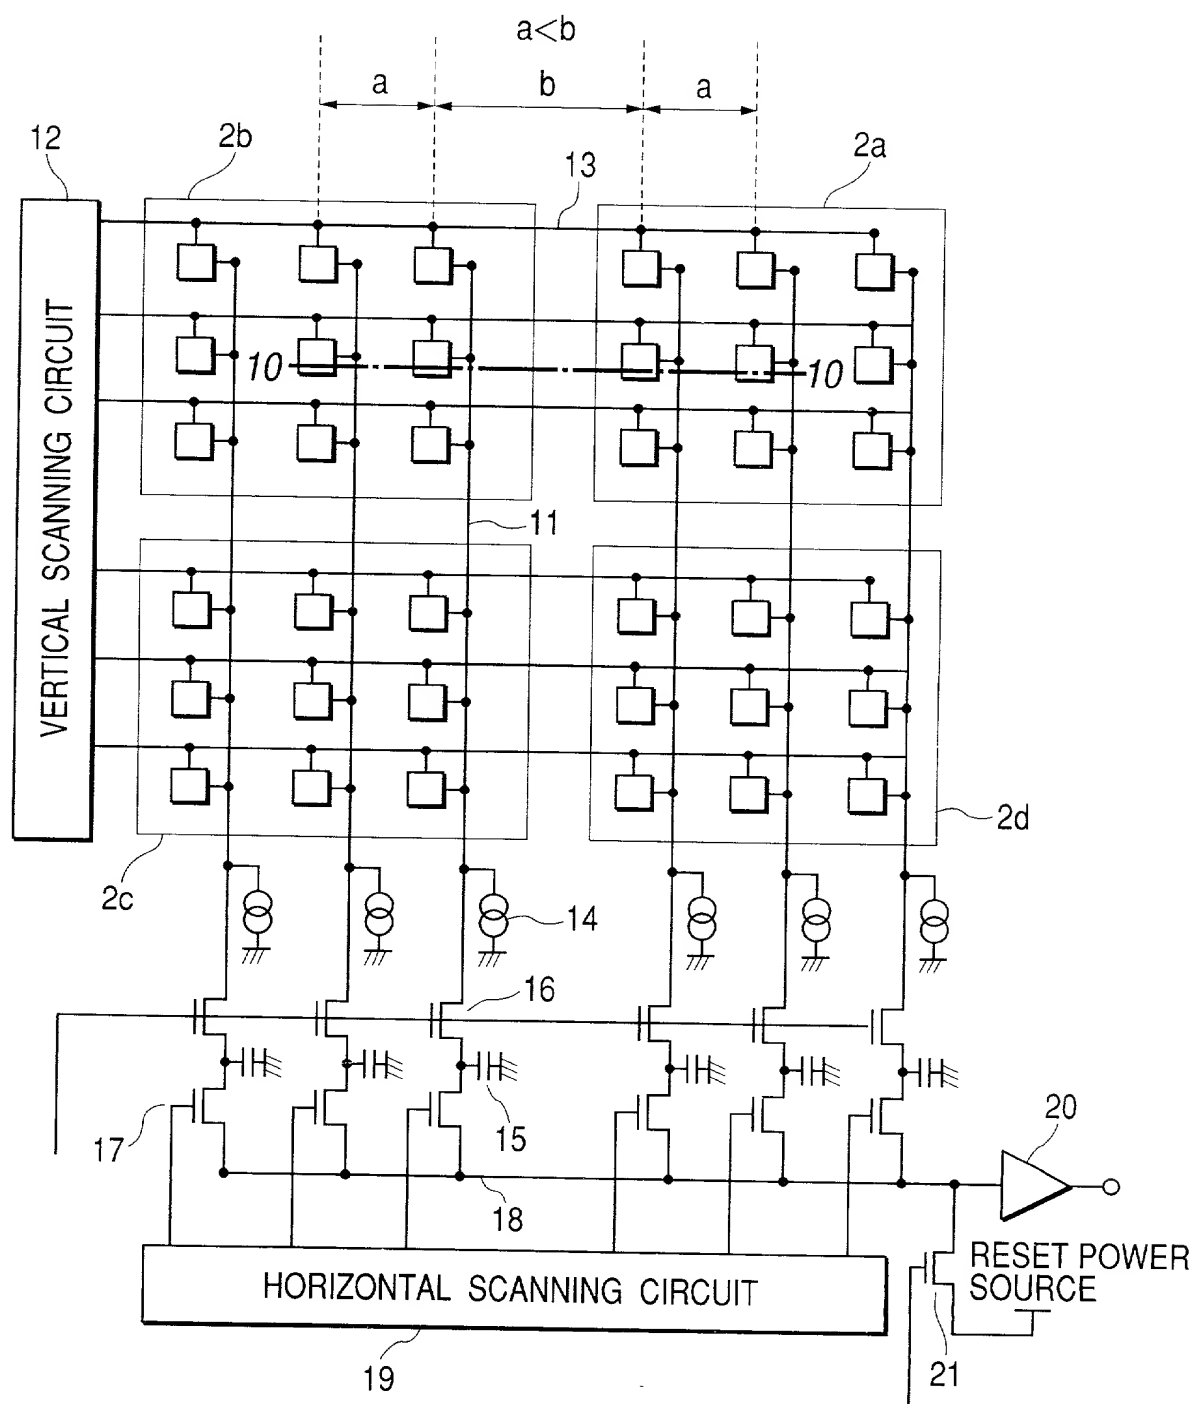 a<b
a
b
a
12
2b
13
2a
VERTICAL SCANNING CIRCUIT
10
10
11
2c
2d
14
16
15
17
18
20
RESET POWER
SOURCE
HORIZONTAL SCANNING CIRCUIT
19
21